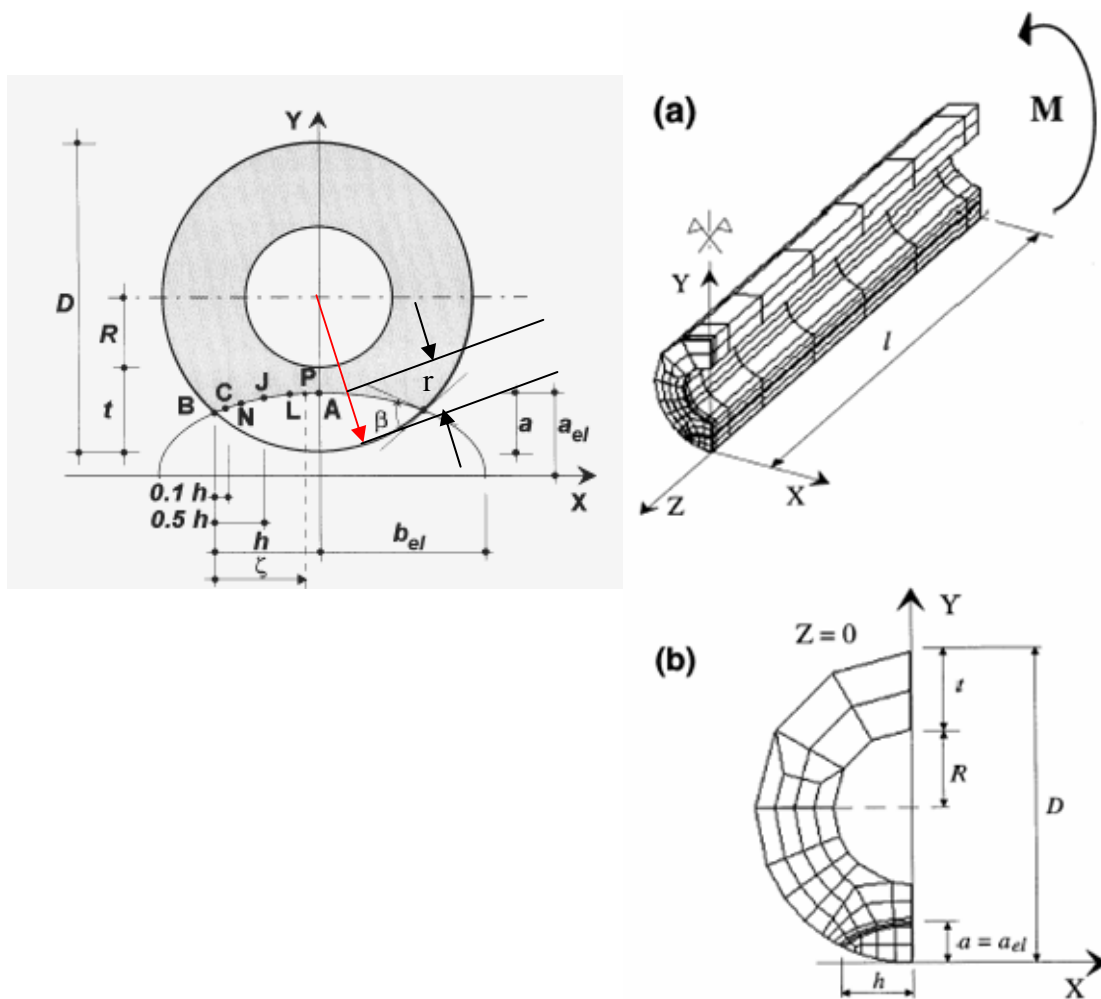 Y
D
R
t
B
C
N
J
L
P
A
β
r
a
a_el
X
0.1 h
0.5 h
h
b_el
ζ
(a)
M
Y
l
X
Z
(b)
Z = 0
Y
t
R
D
a = a_el
h
X